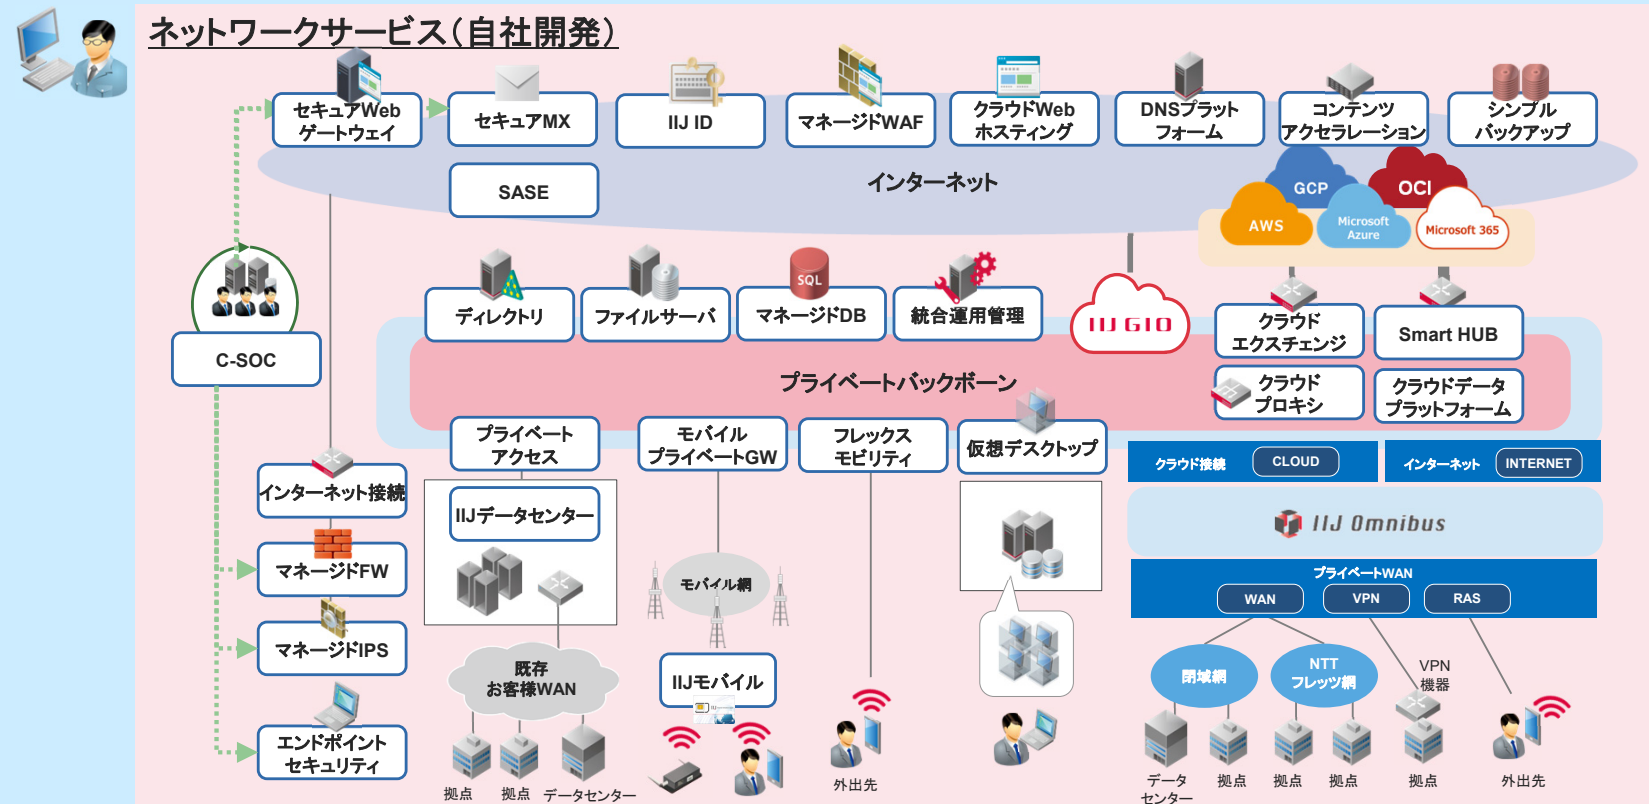 ネットワークサービス（自社開発）
セキュアWeb
ゲートウェイ
セキュアMX
IIJ ID
マネージドWAF
クラウドWeb
ホスティング
DNSプラット
フォーム
コンテンツ
アクセラレーション
シンプル
バックアップ
SASE
インターネット
GCP
OCI
AWS
Microsoft
Azure
Microsoft 365
C-SOC
ディレクトリ
ファイルサーバ
SQL
マネージドDB
統合運用管理
IIJ GIO
クラウド
エクスチェンジ
Smart HUB
プライベートバックボーン
クラウド
プロキシ
クラウドデータ
プラットフォーム
プライベート
アクセス
モバイル
プライベートGW
フレックス
モビリティ
仮想デスクトップ
クラウド接続
CLOUD
インターネット
INTERNET
インターネット接続
IIJデータセンター
IIJ Omnibus
マネージドFW
モバイル網
プライベートWAN
WAN
VPN
RAS
マネージドIPS
既存
お客様WAN
IIJモバイル
閉域網
NTT
フレッツ網
VPN
機器
エンドポイント
セキュリティ
拠点
拠点
データセンター
外出先
データ
センター
拠点
拠点
拠点
拠点
外出先